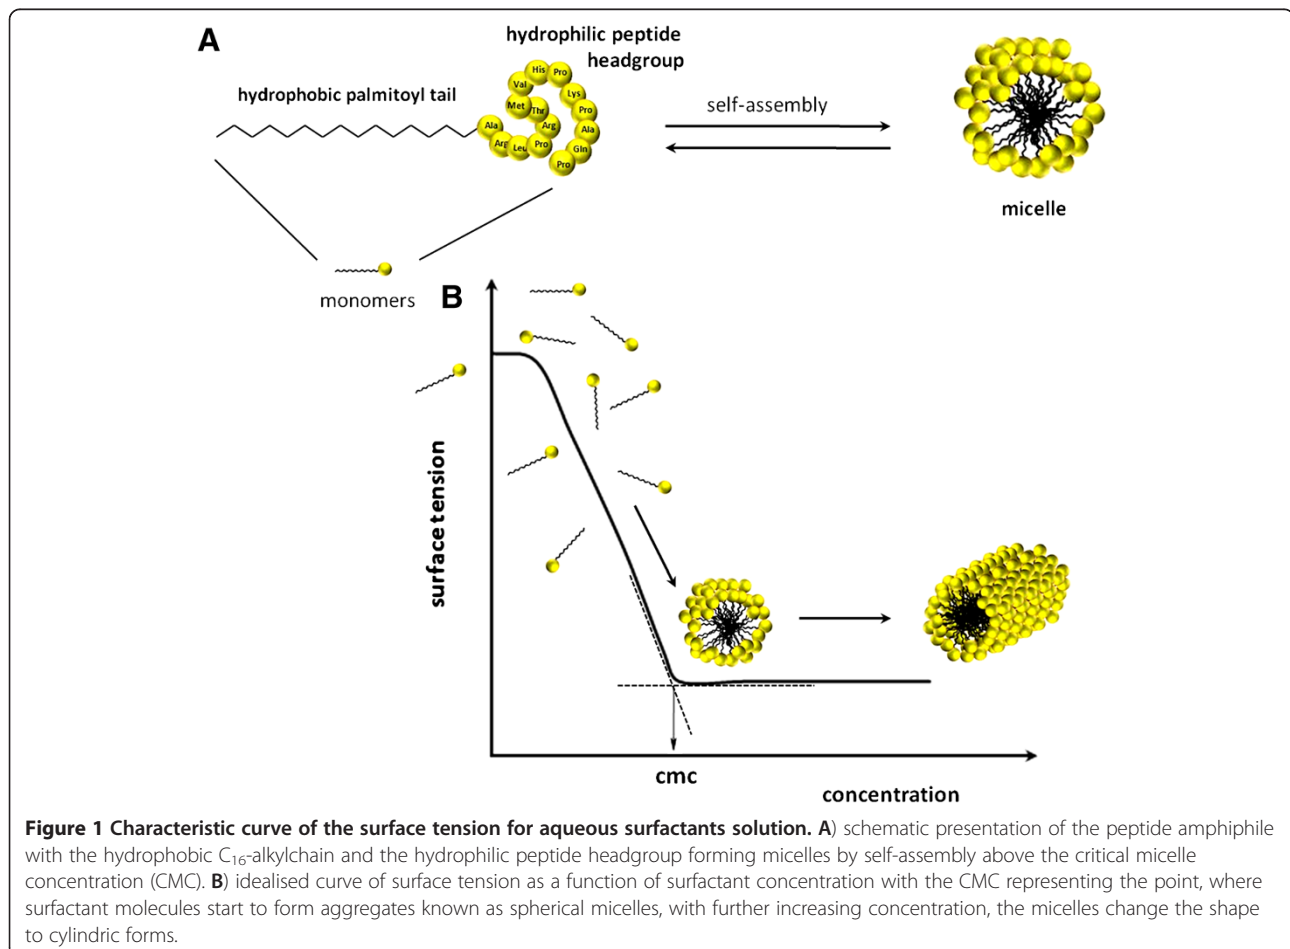 A
hydrophilic peptide
headgroup
hydrophobic palmitoyl tail
His Pro
Val
Lys
Met Thr
Pro
Ala
Arg
Ala
Arg Leu Pro
Gln
Pro
self-assembly
micelle
monomers
B
surface tension
cmc
concentration
Figure 1 Characteristic curve of the surface tension for aqueous surfactants solution. A) schematic presentation of the peptide amphiphile
with the hydrophobic C₁₆-alkylchain and the hydrophilic peptide headgroup forming micelles by self-assembly above the critical micelle
concentration (CMC). B) idealised curve of surface tension as a function of surfactant concentration with the CMC representing the point, where
surfactant molecules start to form aggregates known as spherical micelles, with further increasing concentration, the micelles change the shape
to cylindric forms.